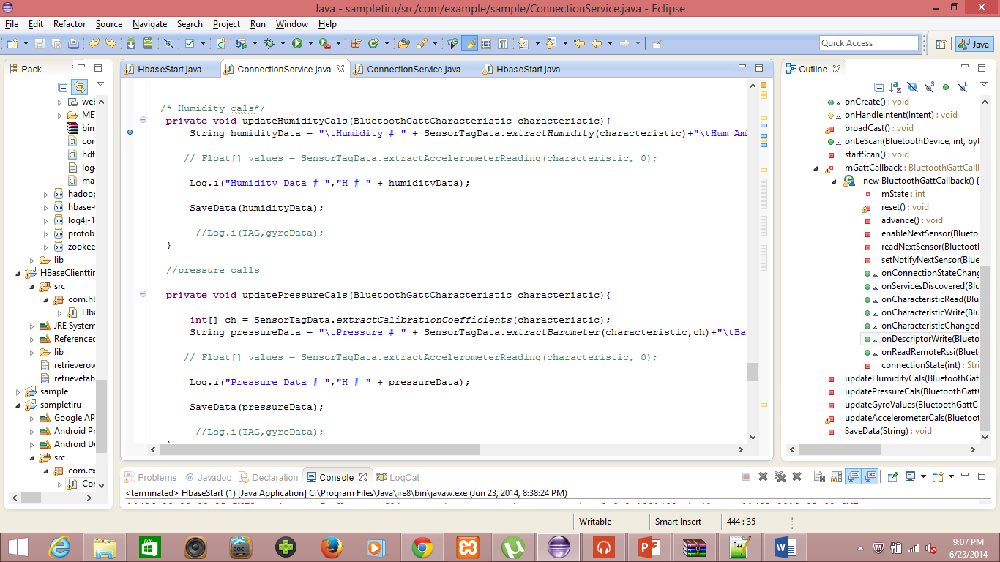 Java - sampletiru/src/com/example/sample/ConnectionService.java - Eclipse
File Edit Refactor Source Navigate Search Project Run Window Help
Quick Access
Java
Pack...
HbaseStart.java
ConnectionService.java
ConnectionService.java
HbaseStart.java
Outline
wel
ME
bin
cor
hdf
log
ma
hadoop
hbase-
log4j-1
protob
zookee
lib
HBaseClienttir
src
com.hb
Hba
JRE System
Referenced
lib
retrieverow
retrievetab
sample
sampletiru
Google AP
Android Pr
Android De
src
com.ex
Cor
/* Humidity cals*/
private void updateHumidityCals(BluetoothGattCharacteristic characteristic){
String humidityData = "\tHumidity # " + SensorTagData.extractHumidity(characteristic)+"\tHum Am
// Float[] values = SensorTagData.extractAccelerometerReading(characteristic, 0);
Log.i("Humidity Data # ","H # " + humidityData);
SaveData(humidityData);
//Log.i(TAG,gyroData);
}
//pressure calls
private void updatePressureCals(BluetoothGattCharacteristic characteristic){
int[] ch = SensorTagData.extractCalibrationCoefficients(characteristic);
String pressureData = "\tPressure # " + SensorTagData.extractBarometer(characteristic,ch)+"\tBa
// Float[] values = SensorTagData.extractAccelerometerReading(characteristic, 0);
Log.i("Pressure Data # ","H # " + pressureData);
SaveData(pressureData);
//Log.i(TAG,gyroData);
onCreate() : void
onHandleIntent(Intent) : void
broadCast() : void
onLeScan(BluetoothDevice, int, byt
startScan() : void
mGattCallback : BluetoothGattCallb
new BluetoothGattCallback() {
mState : int
reset() : void
advance() : void
enableNextSensor(Blueto
readNextSensor(Bluetooth
setNotifyNextSensor(Blue
onConnectionStateChang
onServicesDiscovered(Blu
onCharacteristicRead(Blu
onCharacteristicWrite(Blu
onCharacteristicChanged
onDescriptorWrite(Blueto
onReadRemoteRssi(Bluet
connectionState(int) : Stri
updateHumidityCals(BluetoothGat
updatePressureCals(BluetoothGatt
updateGyroValues(BluetoothGattC
updateAccelerometerCals(Bluetoot
SaveData(String) : void
Problems @ Javadoc Declaration Console LogCat
<terminated> HbaseStart (1) [Java Application] C:\Program Files\Java\jre8\bin\javaw.exe (Jun 23, 2014, 8:38:24 PM)
Writable Smart Insert 444 : 35
9:07 PM
6/23/2014